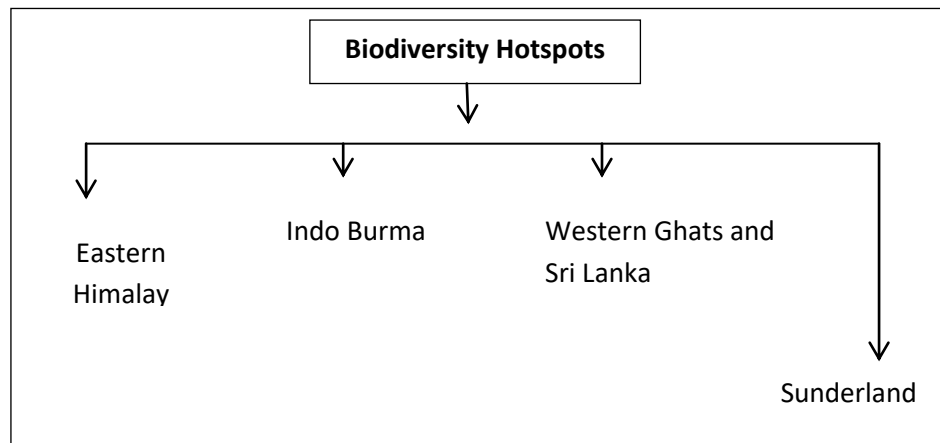 Biodiversity Hotspots
Eastern
Himalay
Indo Burma
Western Ghats and
Sri Lanka
Sunderland